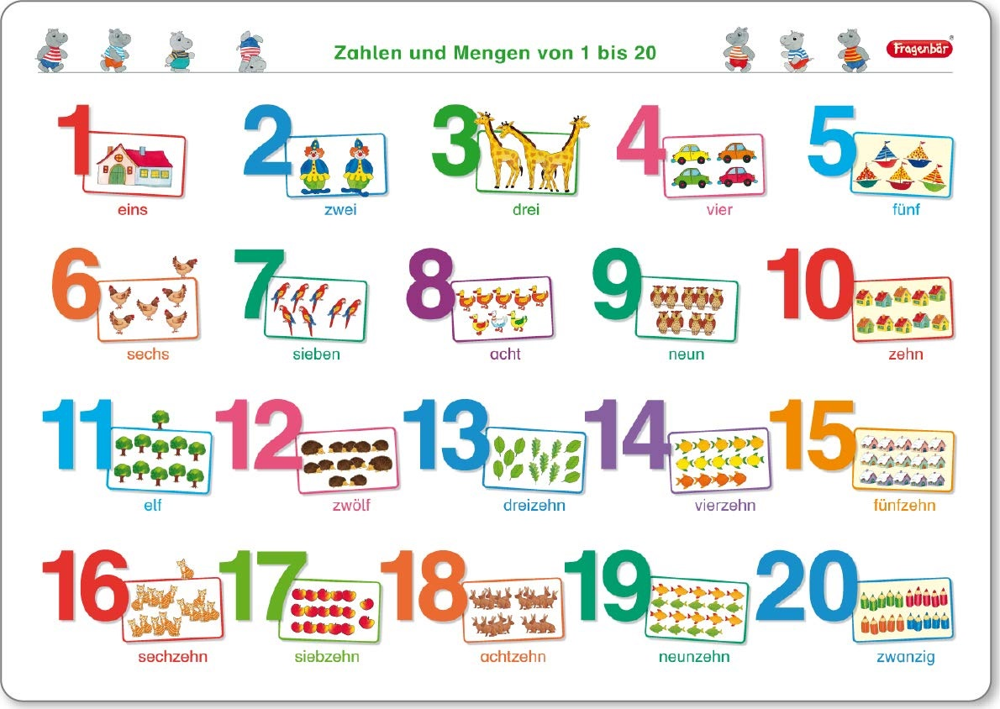 Zahlen und Mengen von 1 bis 20
Fragenbär®
1 2 3 4 5
eins zwei drei vier fünf
6 7 8 9 10
sechs sieben acht neun zehn
11 12 13 14 15
elf zwölf dreizehn vierzehn fünfzehn
16 17 18 19 20
sechzehn siebzehn achtzehn neunzehn zwanzig